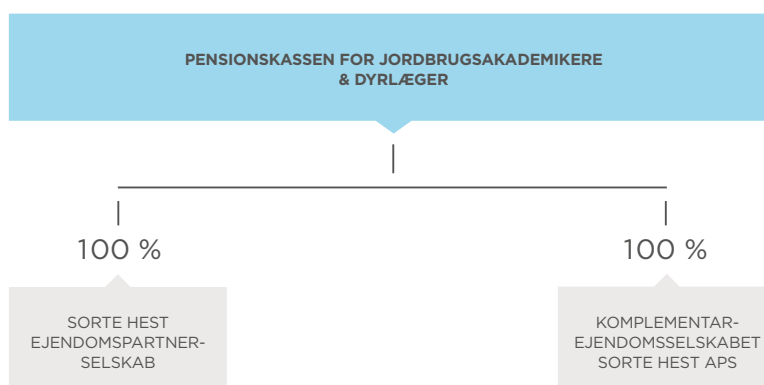 PENSIONSKASSEN FOR JORDBRUGSAKADEMIKERE
& DYRLÆGER
100 %
100 %
SORTE HEST
EJENDOMSPARTNER-
SELSKAB
KOMPLEMENTAR-
EJENDOMSSELSKABET
SORTE HEST APS